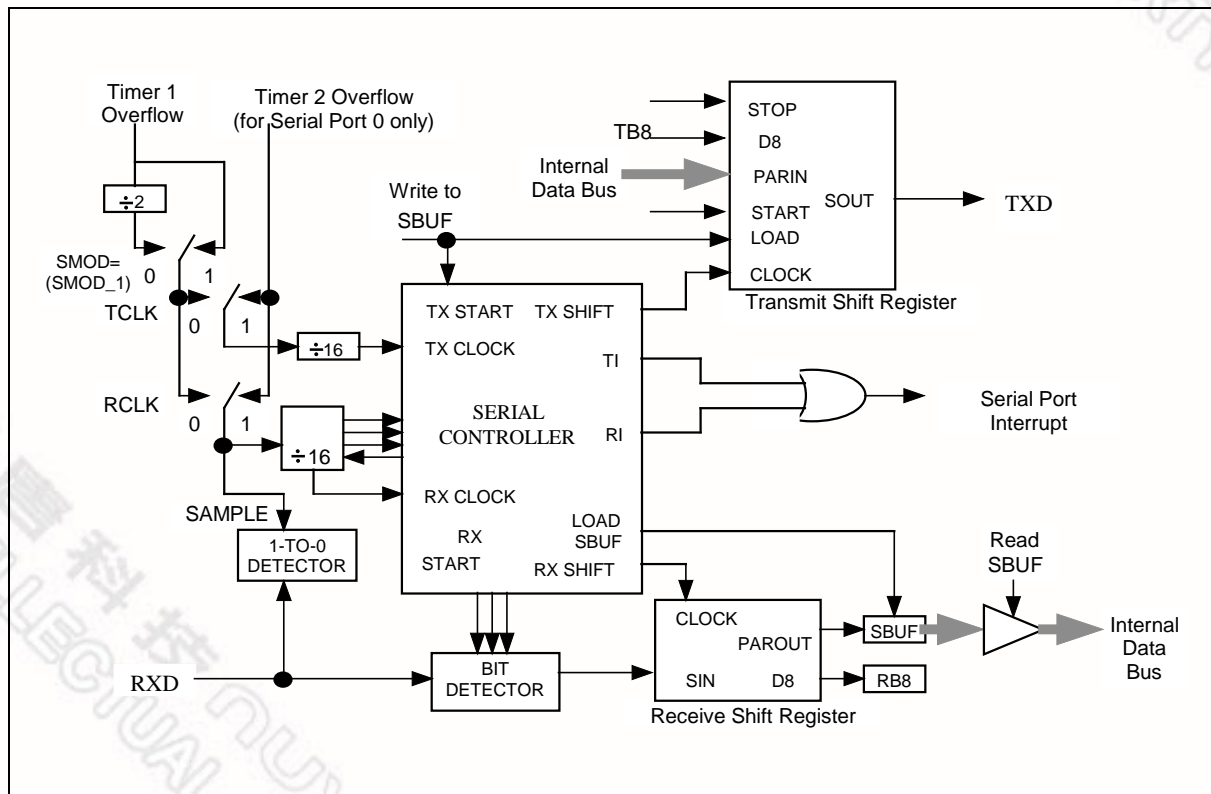 Timer 1
Overflow
Timer 2 Overflow
(for Serial Port 0 only)
÷2
SMOD=
(SMOD_1)
0
1
TCLK
0
1
÷16
RCLK
0
1
÷16
SAMPLE
1-TO-0
DETECTOR
RXD
BIT
DETECTOR
Write to
SBUF
TX START
TX SHIFT
TX CLOCK
TI
SERIAL
CONTROLLER
RI
RX CLOCK
LOAD
SBUF
RX
START
RX SHIFT
TB8
Internal
Data Bus
STOP
D8
PARIN
START
SOUT
LOAD
CLOCK
Transmit Shift Register
TXD
Serial Port
Interrupt
CLOCK
PAROUT
SIN
D8
Receive Shift Register
SBUF
RB8
Read
SBUF
Internal
Data
Bus